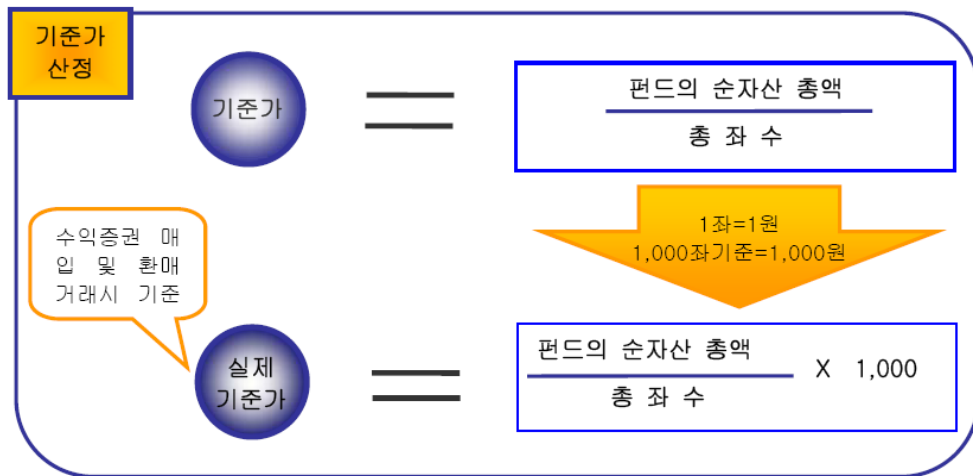 기준가
산정
기준가
펀드의 순자산 총액
총 좌 수
1좌=1원
1,000좌기준=1,000원
수익증권 매
입 및 환매
거래시 기준
실제
기준가
펀드의 순자산 총액
총 좌 수
X 1,000